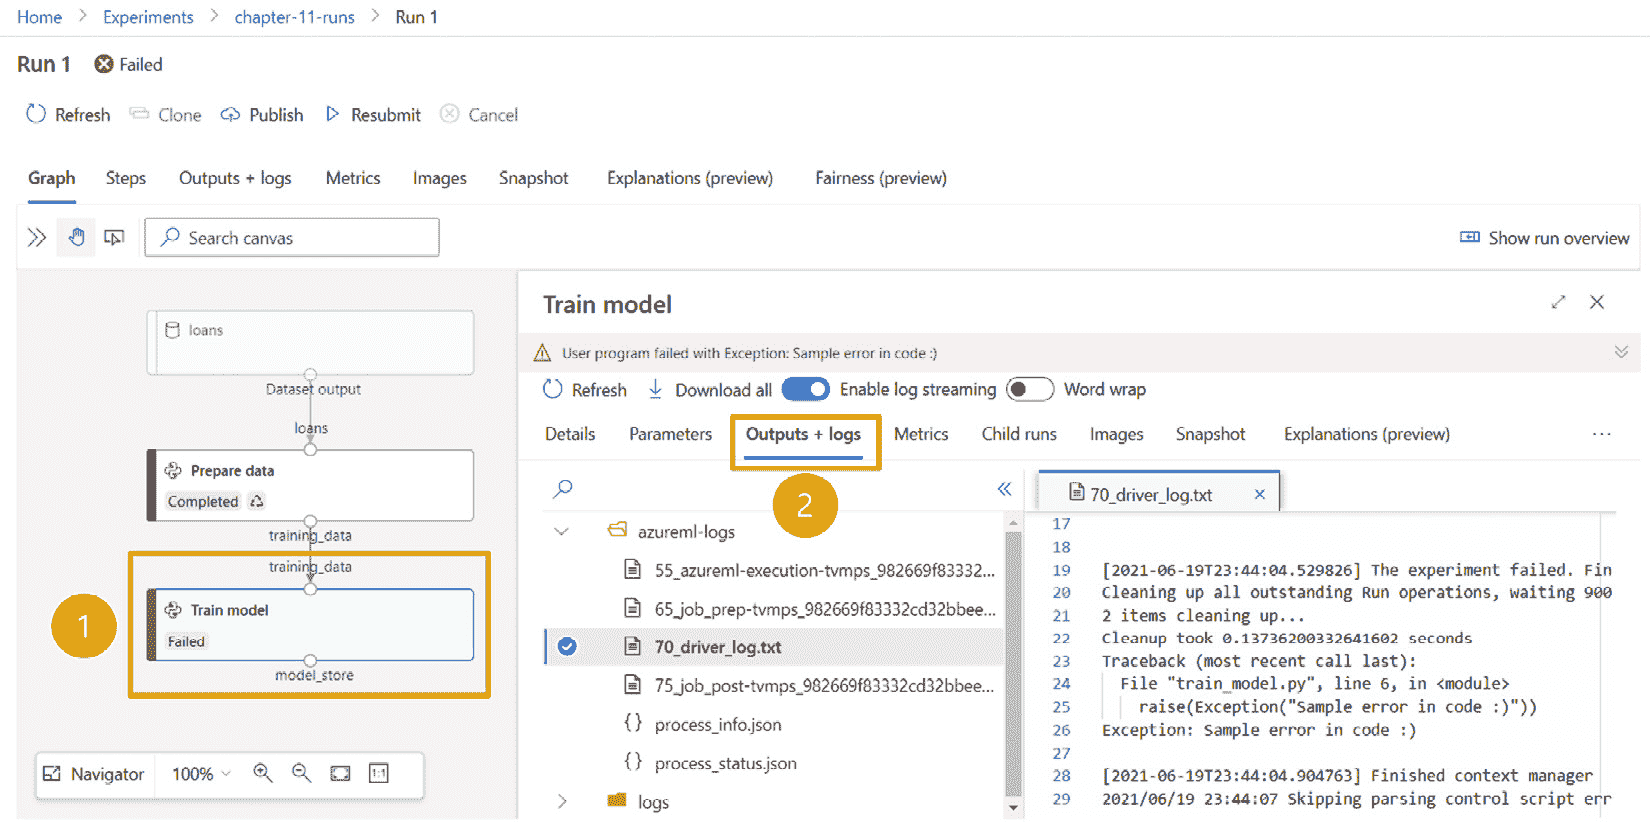 Home > Experiments > chapter-11-runs > Run 1
Run 1 Failed
Refresh Clone Publish Resubmit Cancel
Graph Steps Outputs + logs Metrics Images Snapshot Explanations (preview) Fairness (preview)
Search canvas
Show run overview
loans
Dataset output
loans
Prepare data
Completed
training_data
training_data
1
Train model
Failed
model_store
Navigator 100% 1:1
Train model
User program failed with Exception: Sample error in code :)
Refresh Download all Enable log streaming Word wrap
Details Parameters Outputs + logs Metrics Child runs Images Snapshot Explanations (preview) ...
2
azureml-logs
55_azureml-execution-tvmps_982669f83332...
65_job_prep-tvmps_982669f83332cd32bbee...
70_driver_log.txt
75_job_post-tvmps_982669f83332cd32bbee...
{} process_info.json
{} process_status.json
logs
70_driver_log.txt
17
18
19 [2021-06-19T23:44:04.529826] The experiment failed. Fin
20 Cleaning up all outstanding Run operations, waiting 900
21 2 items cleaning up...
22 Cleanup took 0.13736200332641602 seconds
23 Traceback (most recent call last):
24 File "train_model.py", line 6, in <module>
25 raise(Exception("Sample error in code :)"))
26 Exception: Sample error in code :)
27
28 [2021-06-19T23:44:04.904763] Finished context manager
29 2021/06/19 23:44:07 Skipping parsing control script err